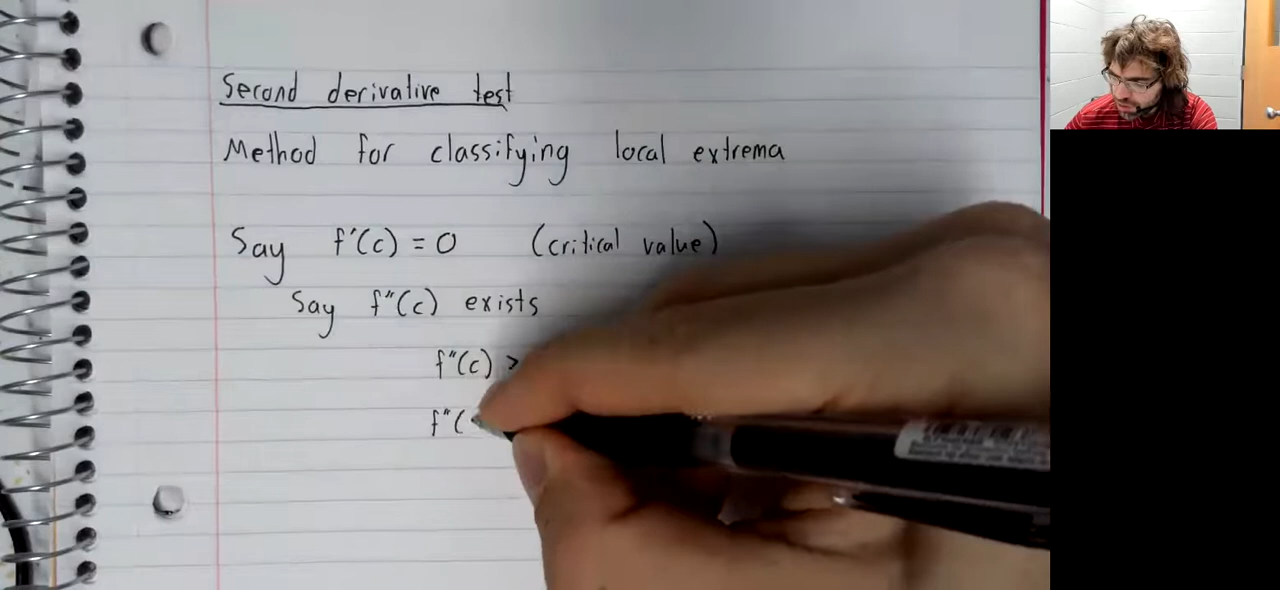 Second derivative test
Method for classifying local extrema
Say f'(c) = 0 (critical value)
Say f"(c) exists
f"(c) >
f"(